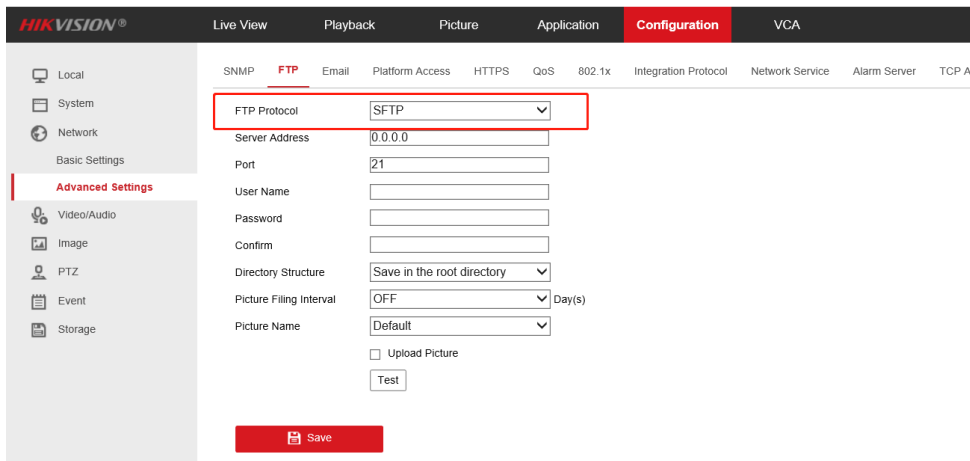 HIKVISION® Live View Playback Picture Application Configuration VCA
SNMP FTP Email Platform Access HTTPS QoS 802.1x Integration Protocol Network Service Alarm Server TCP A
Local
System
Network
Basic Settings
Advanced Settings
Video/Audio
Image
PTZ
Event
Storage
FTP Protocol SFTP
Server Address 0.0.0.0
Port 21
User Name
Password
Confirm
Directory Structure Save in the root directory
Picture Filing Interval OFF Day(s)
Picture Name Default
Upload Picture
Test
Save